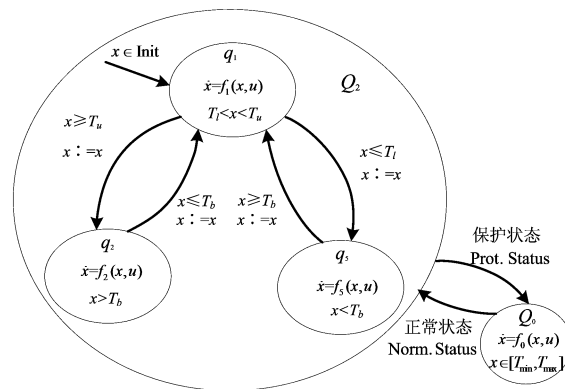 x∈Init
q₁
ẋ=f₁(x,u)
Tₗ<x<Tᵤ
Q₂
x≥Tᵤ
x:=x
x≤Tₗ
x:=x
x≤T_b
x:=x
x≥T_b
x:=x
q₂
ẋ=f₂(x,u)
x>T_b
q₅
ẋ=f₅(x,u)
x<T_b
保护状态
Prot. Status
正常状态
Norm. Status
Q₀
ẋ=f₀(x,u)
x∈[T_min,T_max]